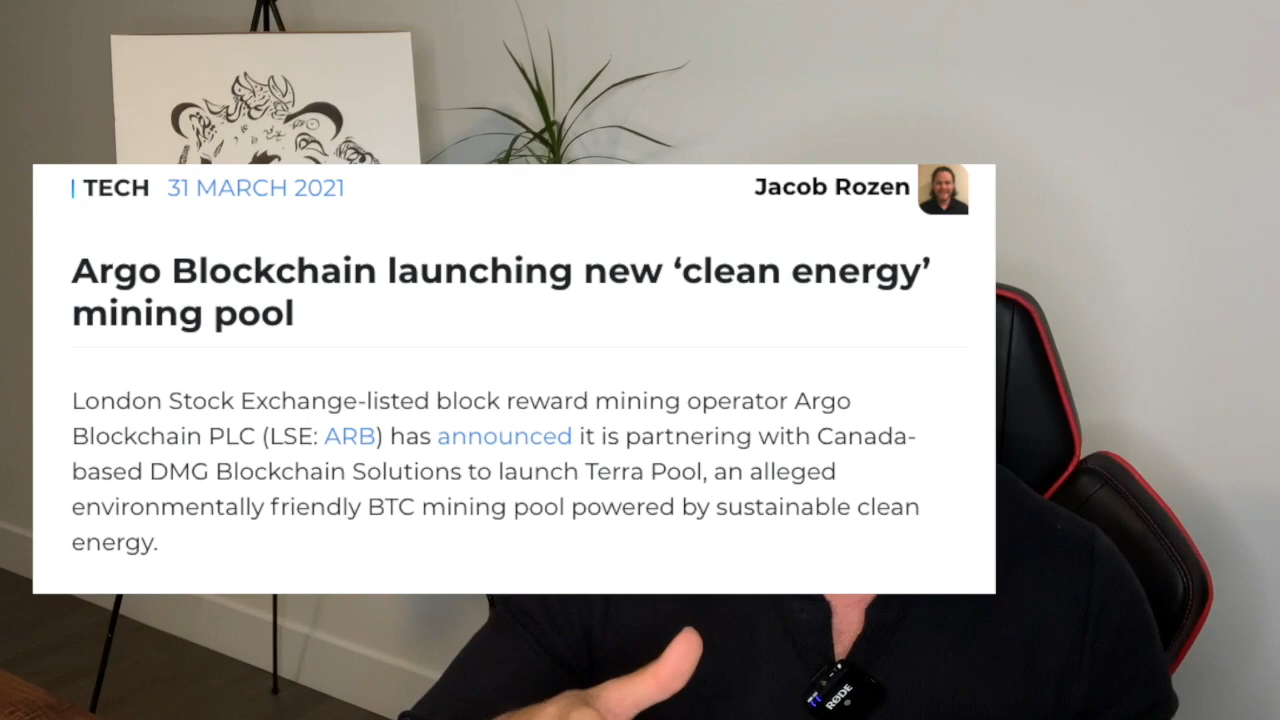 TECH 31 MARCH 2021
Jacob Rozen
Argo Blockchain launching new ‘clean energy’
mining pool
London Stock Exchange-listed block reward mining operator Argo
Blockchain PLC (LSE: ARB) has announced it is partnering with Canada-
based DMG Blockchain Solutions to launch Terra Pool, an alleged
environmentally friendly BTC mining pool powered by sustainable clean
energy.
RØDE